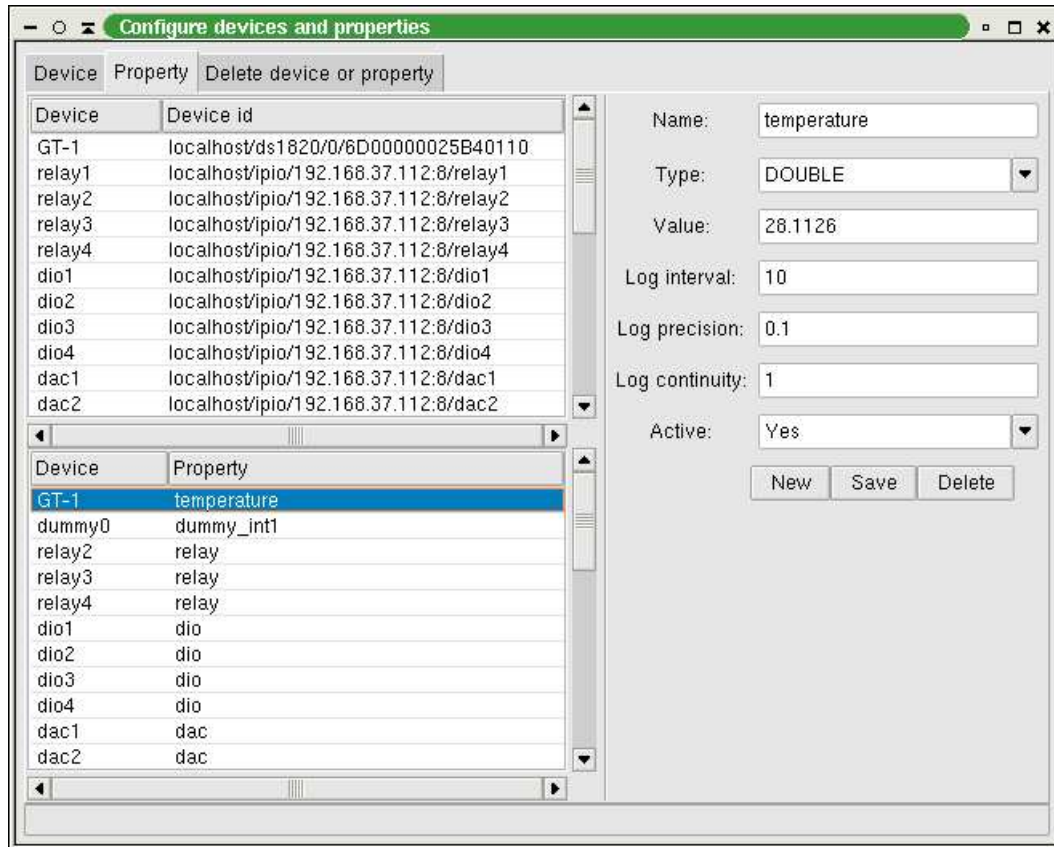 Configure devices and properties
Device Property Delete device or property
Device Device id
GT-1 localhost/ds1820/0/6D00000025B40110
relay1 localhost/ipio/192.168.37.112:8/relay1
relay2 localhost/ipio/192.168.37.112:8/relay2
relay3 localhost/ipio/192.168.37.112:8/relay3
relay4 localhost/ipio/192.168.37.112:8/relay4
dio1 localhost/ipio/192.168.37.112:8/dio1
dio2 localhost/ipio/192.168.37.112:8/dio2
dio3 localhost/ipio/192.168.37.112:8/dio3
dio4 localhost/ipio/192.168.37.112:8/dio4
dac1 localhost/ipio/192.168.37.112:8/dac1
dac2 localhost/ipio/192.168.37.112:8/dac2
Device Property
GT-1 temperature
dummy0 dummy_int1
relay2 relay
relay3 relay
relay4 relay
dio1 dio
dio2 dio
dio3 dio
dio4 dio
dac1 dac
dac2 dac
Name: temperature
Type: DOUBLE
Value: 28.1126
Log interval: 10
Log precision: 0.1
Log continuity: 1
Active: Yes
New Save Delete